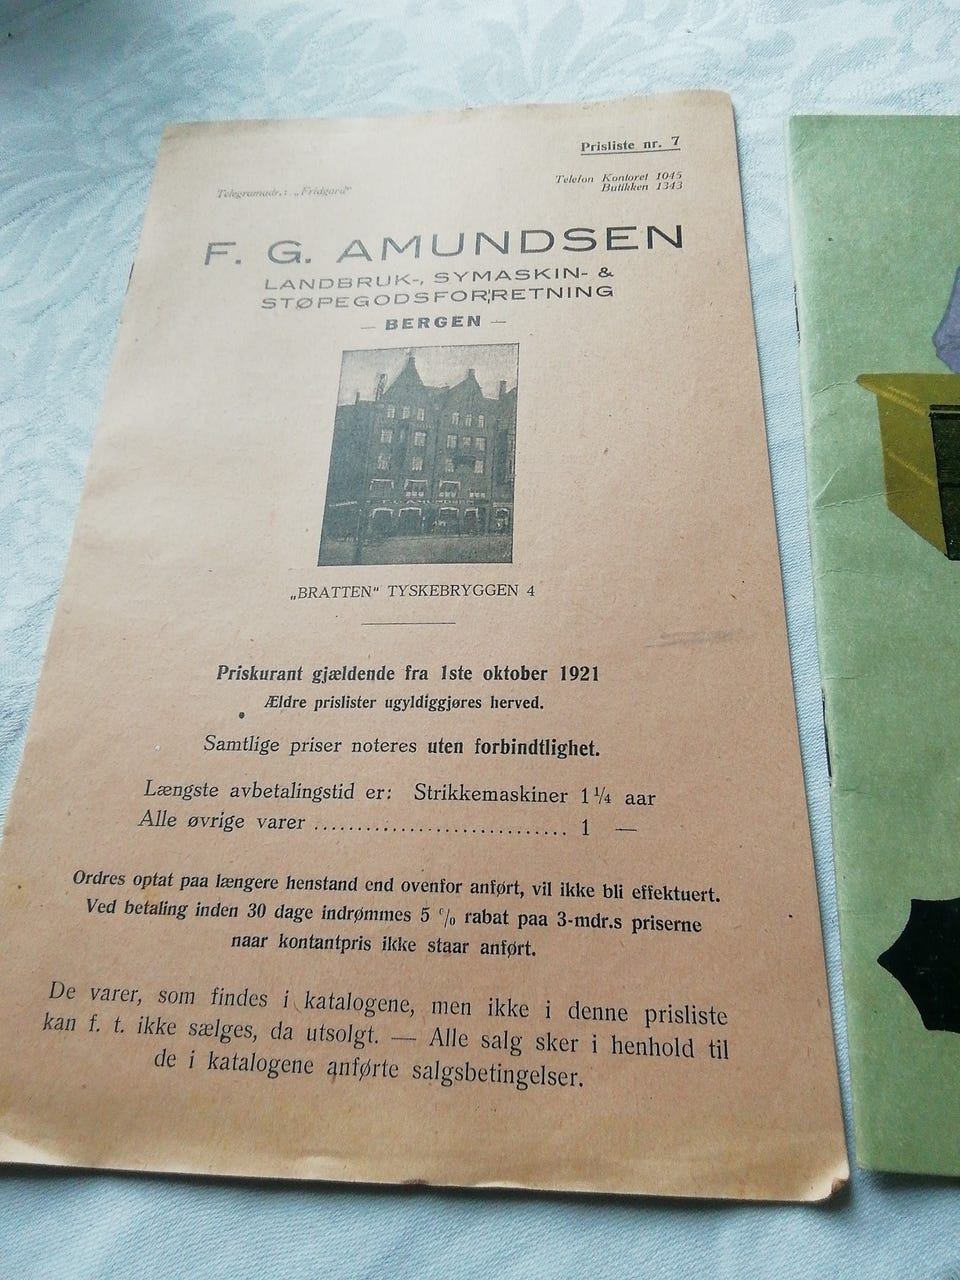 Prisliste nr. 7
Telegramadr.: „Fridgard"
Telefon Kontoret 1045
Butikken 1343
F. G. AMUNDSEN
LANDBRUK-, SYMASKIN- &
STØPEGODSFORRETNING
— BERGEN —
F. G. AMUNDSEN
„BRATTEN" TYSKEBRYGGEN 4
Priskurant gjældende fra 1ste oktober 1921
Ældre prislister ugyldiggjøres herved.
Samtlige priser noteres uten forbindtlighet.
Længste avbetalingstid er: Strikkemaskiner 1 1/4 aar
Alle øvrige varer .............................. 1 —
Ordres optat paa længere henstand end ovenfor anført, vil ikke bli effektuert.
Ved betaling inden 30 dage indrømmes 5 % rabat paa 3-mdr.s priserne
naar kontantpris ikke staar anført.
De varer, som findes i katalogene, men ikke i denne prisliste
kan f. t. ikke sælges, da utsolgt. — Alle salg sker i henhold til
de i katalogene anførte salgsbetingelser.